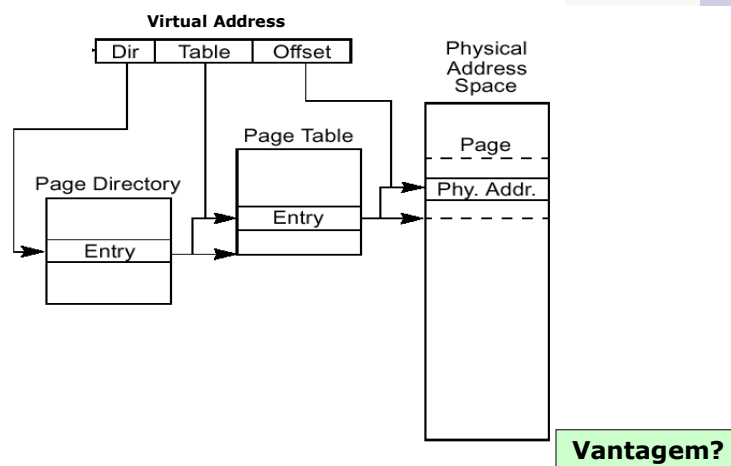 Virtual Address
Dir Table Offset
Physical
Address
Space
Page Table
Page
Page Directory
Phy. Addr.
Entry
Entry
Vantagem?